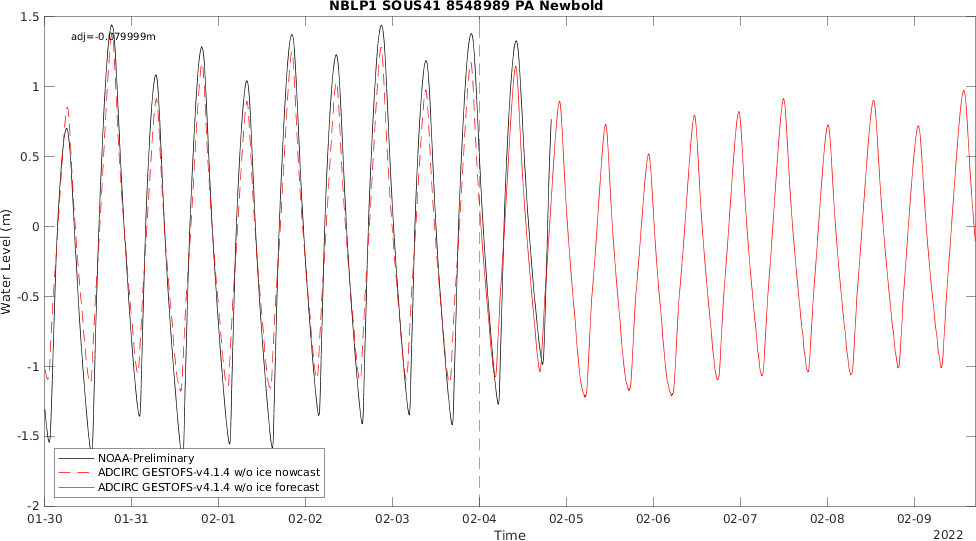 NBLP1 SOUS41 8548989 PA Newbold
adj=-0.079999m
1.5
1
0.5
0
-0.5
-1
-1.5
-2
Water Level (m)
NOAA-Preliminary
ADCIRC GESTOFS-v4.1.4 w/o ice nowcast
ADCIRC GESTOFS-v4.1.4 w/o ice forecast
01-30 01-31 02-01 02-02 02-03 02-04 02-05 02-06 02-07 02-08 02-09
Time
2022